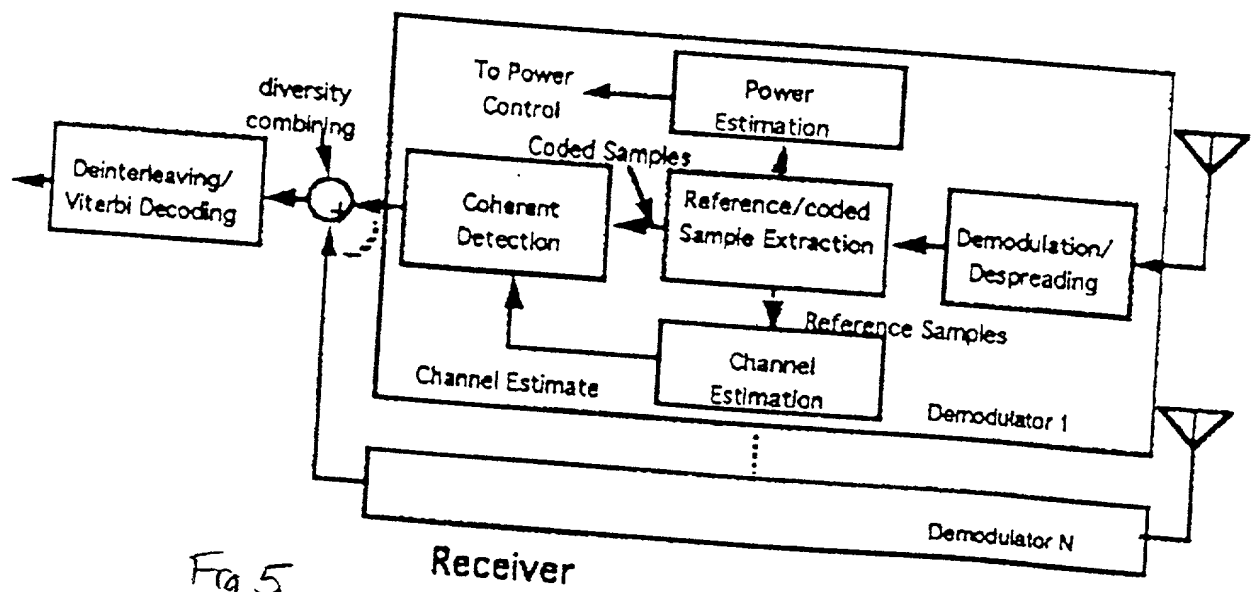 To Power
Control
Power
Estimation
diversity
combining
Coded Samples
Deinterleaving/
Viterbi Decoding
+
Coherent
Detection
Reference/coded
Sample Extraction
Demodulation/
Despreading
Reference Samples
Channel Estimate
Channel
Estimation
Demodulator 1
Demodulator N
Receiver
Fig 5